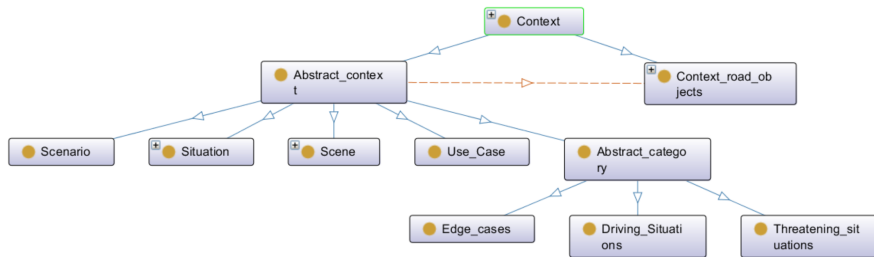 Context
Abstract_contex
t
Context_road_ob
jects
Scenario
Situation
Scene
Use_Case
Abstract_catego
ry
Edge_cases
Driving_Situati
ons
Threatening_sit
uations